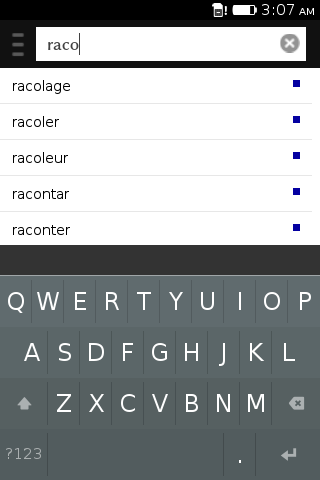 3:07 AM
raco
racolage
racoler
racoleur
racontar
raconter
Q W E R T Y U I O P
A S D F G H J K L
Z X C V B N M
?123 .